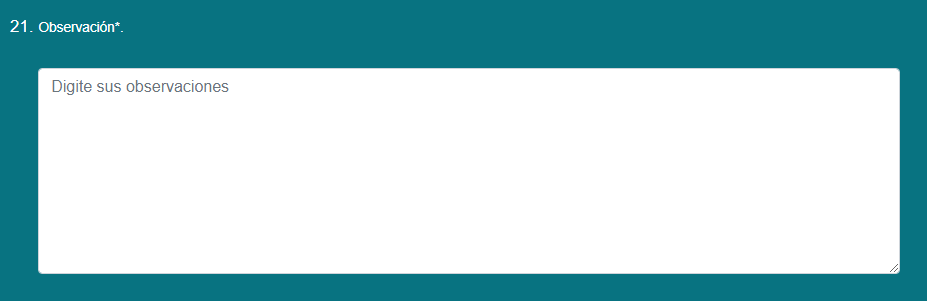 21. Observación*.
Digite sus observaciones